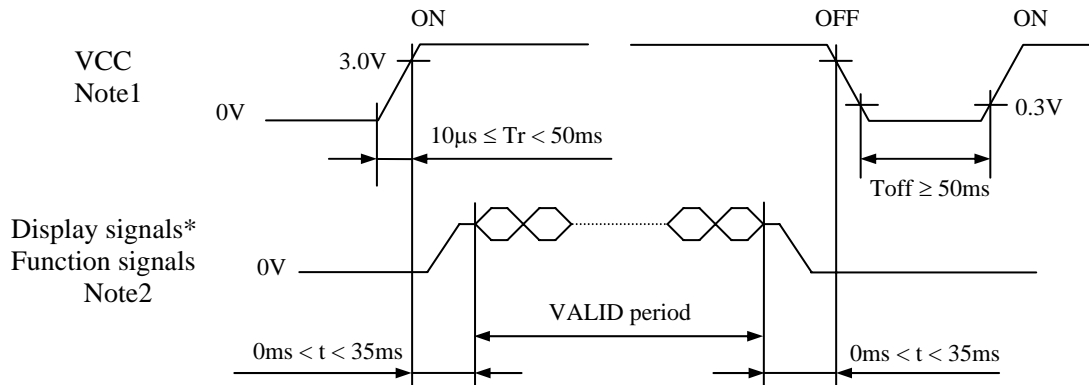 ON
OFF
ON
VCC
Note1
3.0V
0V
0.3V
10μs ≤ Tr < 50ms
Toff ≥ 50ms
Display signals*
Function signals
Note2
0V
VALID period
0ms < t < 35ms
0ms < t < 35ms